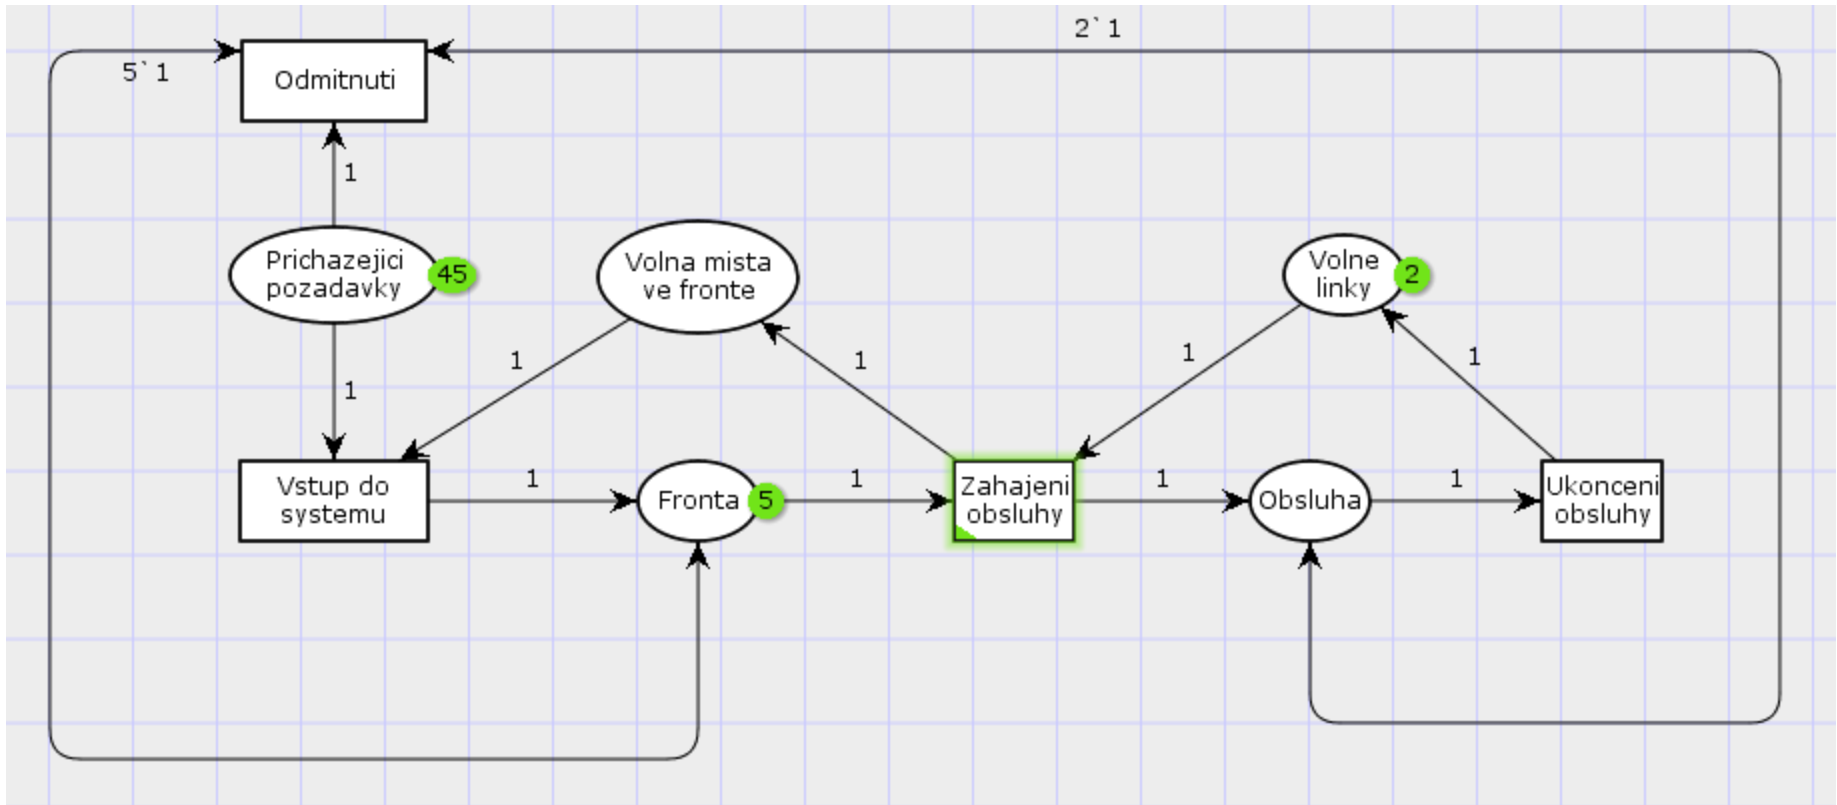 2`1
5`1
Odmitnuti
1
Prichazejici
pozadavky
45
Volna mista
ve fronte
Volne
linky
2
1
1
1
1
1
Vstup do
systemu
1
Fronta
5
1
Zahajeni
obsluhy
1
Obsluha
1
Ukonceni
obsluhy